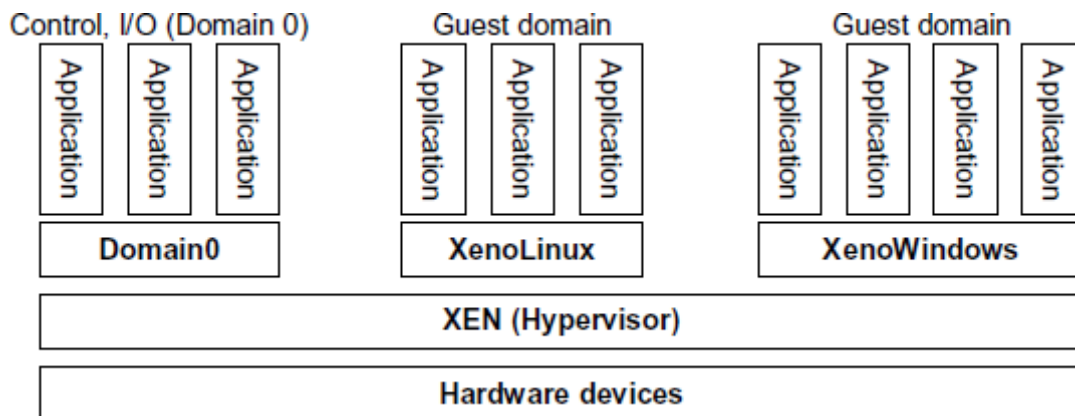 Control, I/O (Domain 0) Guest domain Guest domain
Application Application Application Application Application Application Application Application Application Application
Domain0 XenoLinux XenoWindows
XEN (Hypervisor)
Hardware devices